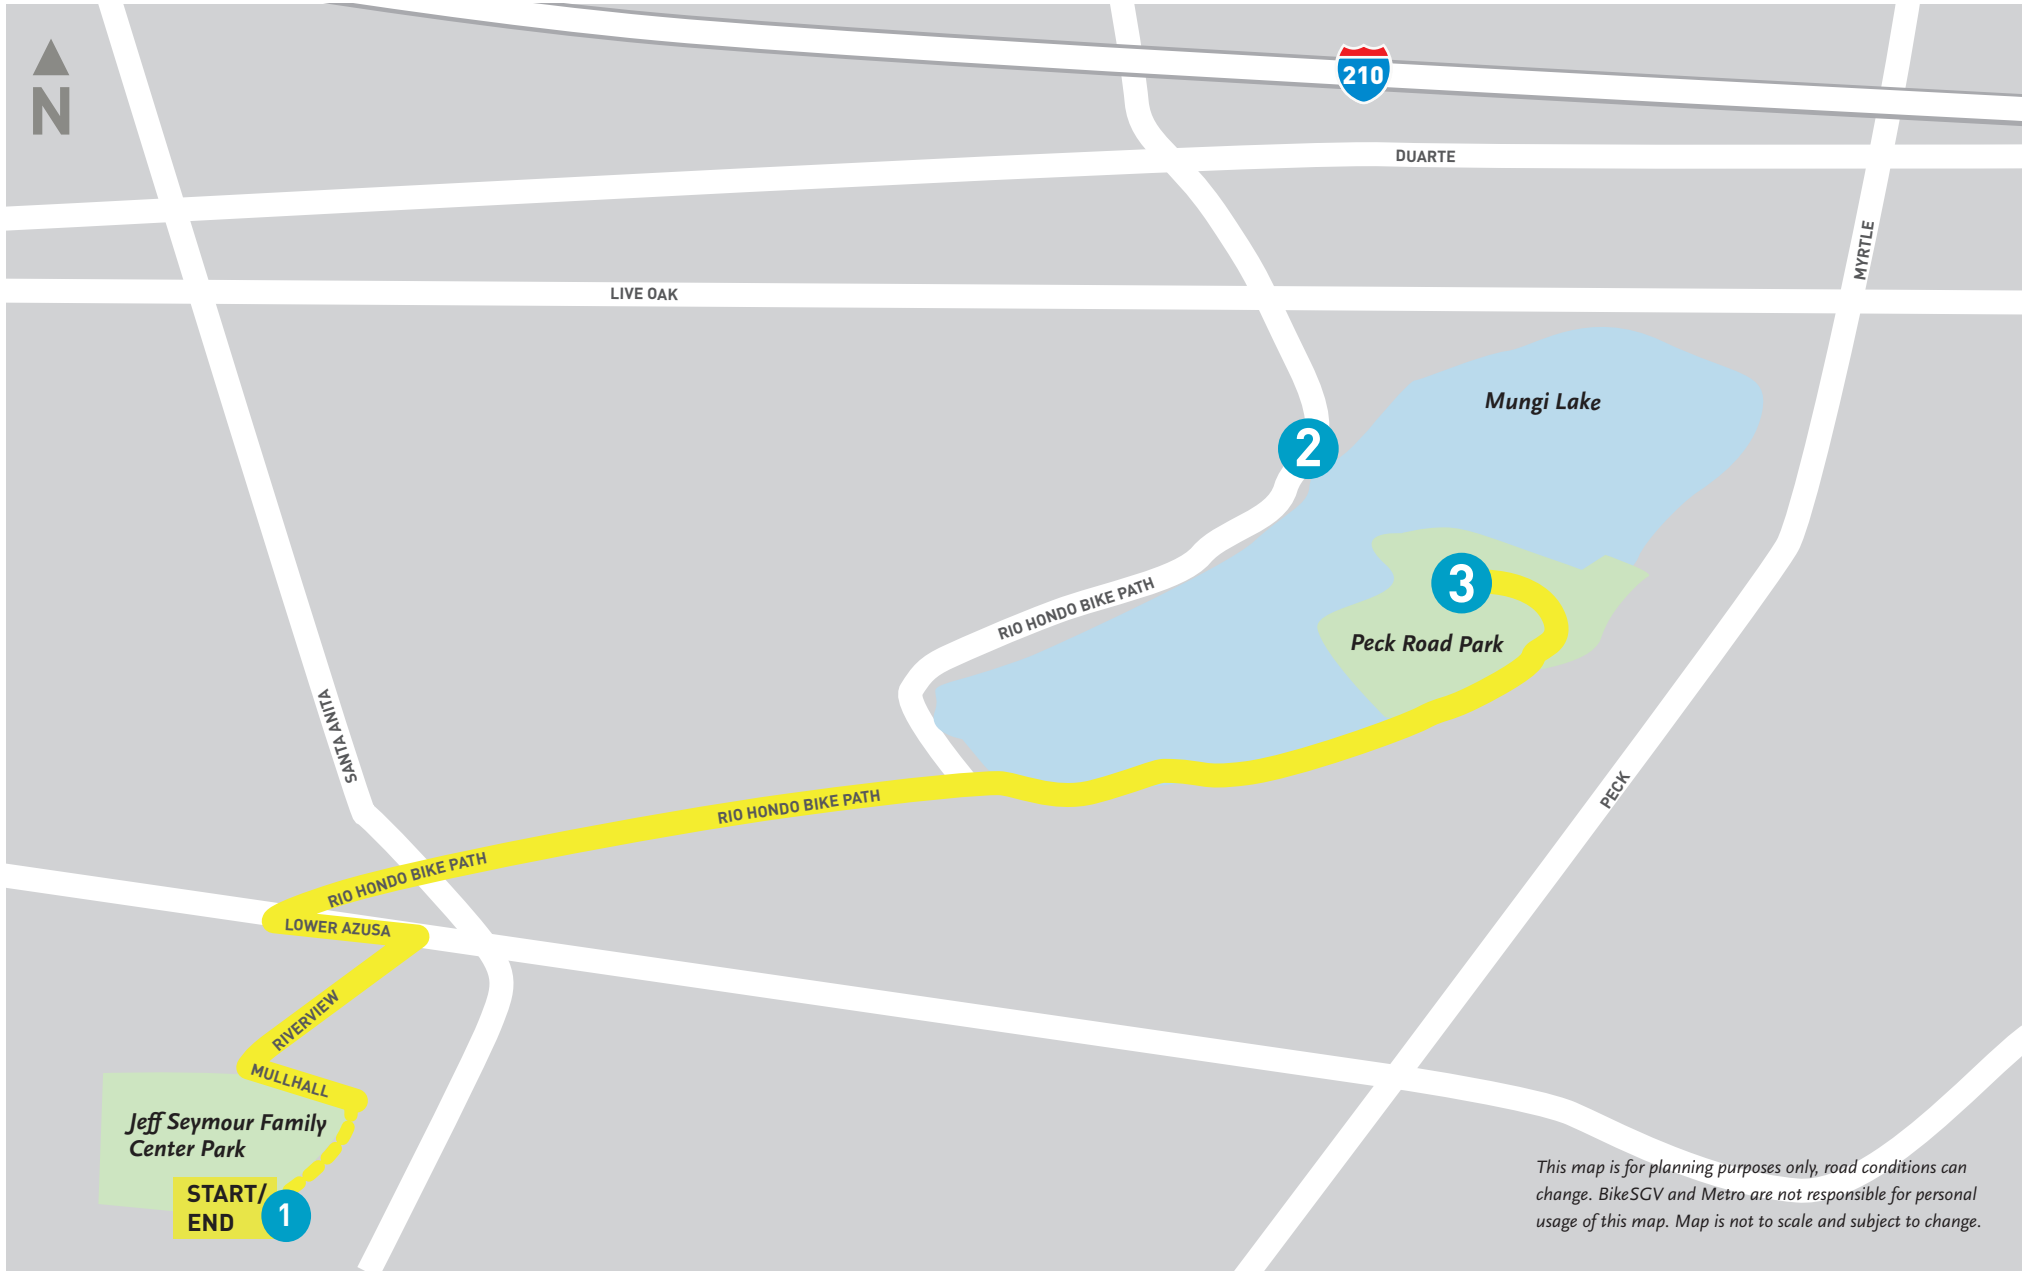 N
210
DUARTE
MYRTLE
LIVE OAK
Mungi Lake
2
3
RIO HONDO BIKE PATH
Peck Road Park
SANTA ANITA
PECK
RIO HONDO BIKE PATH
RIO HONDO BIKE PATH
LOWER AZUSA
RIVERVIEW
MULLHALL
Jeff Seymour Family
Center Park
START/
END
1
This map is for planning purposes only, road conditions can
change. BikeSGV and Metro are not responsible for personal
usage of this map. Map is not to scale and subject to change.